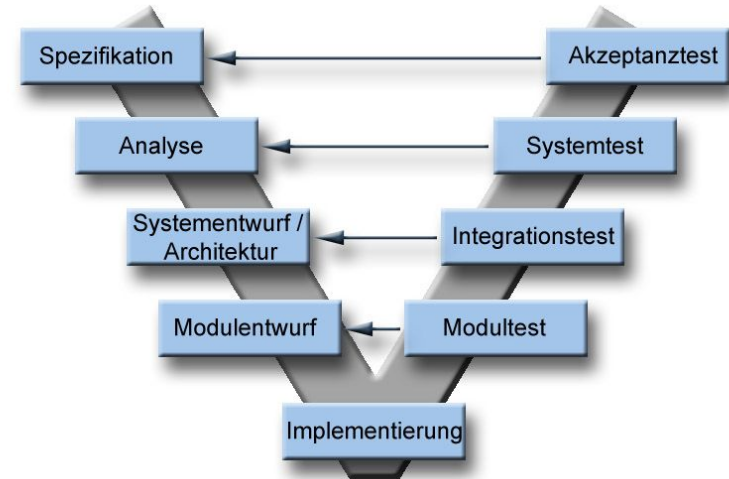 Spezifikation
Akzeptanztest
Analyse
Systemtest
Systementwurf /
Architektur
Integrationstest
Modulentwurf
Modultest
Implementierung